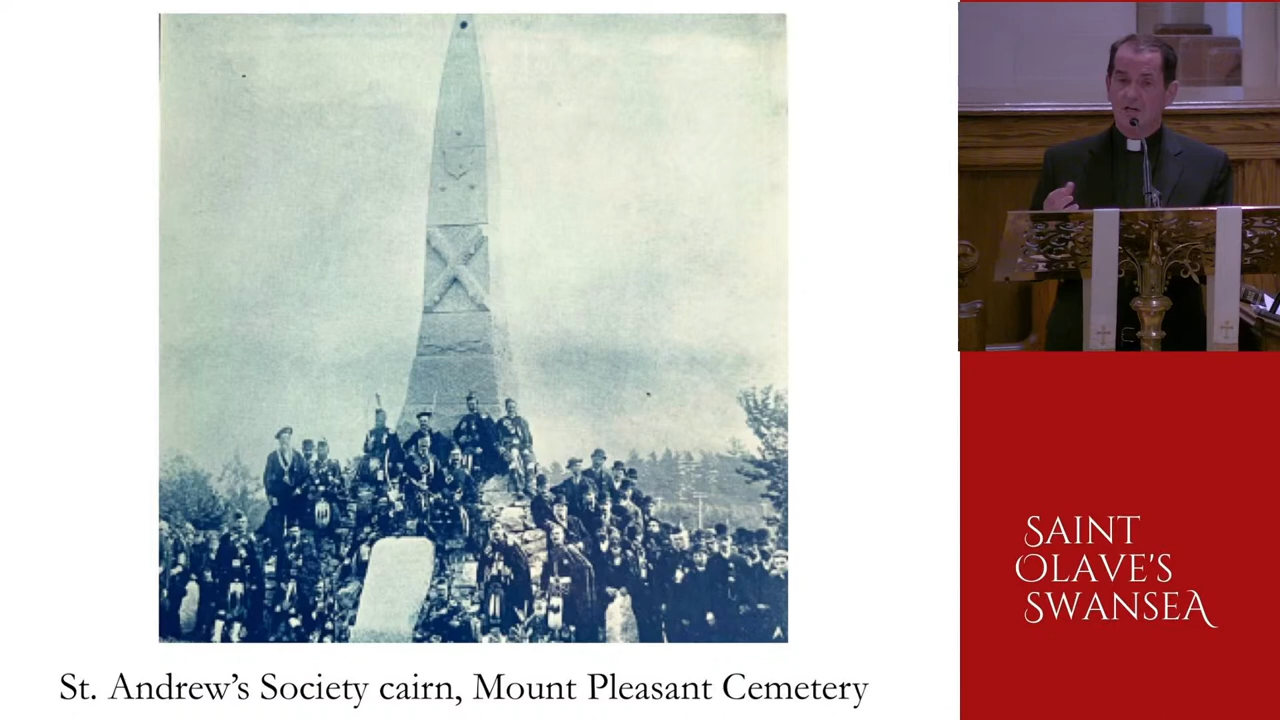 St. Andrew's Society cairn, Mount Pleasant Cemetery
SAINT
OLAVE'S
SWANSEA